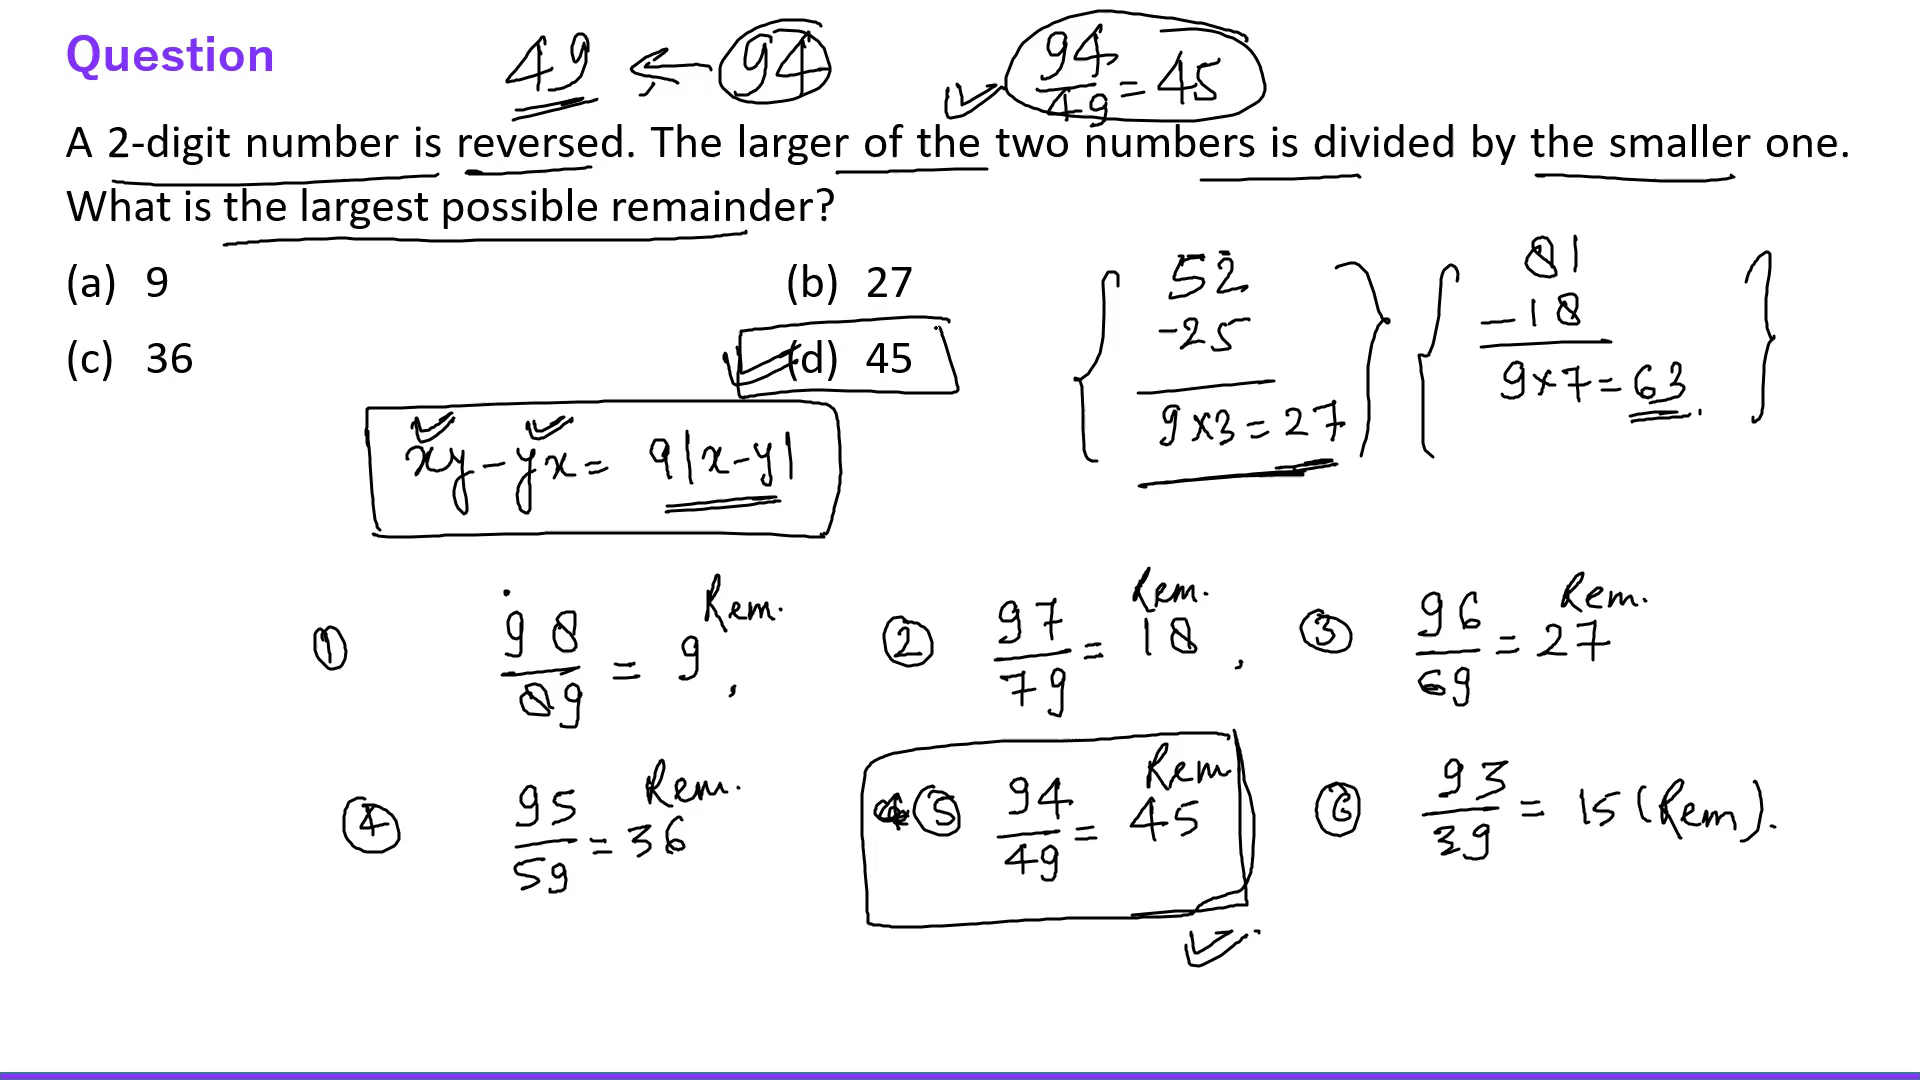 Question
49 ← 94
94/49 = 45
A 2-digit number is reversed. The larger of the two numbers is divided by the smaller one.
What is the largest possible remainder?
(a) 9
(b) 27
(c) 36
(d) 45
52
-25
9×3=27
81
-18
9×7=63.
xy-yx= 9|x-y|
① 98/89 = 9 Rem.,
② 97/79 = 18 Rem.,
③ 96/69 = 27 Rem.
④ 95/59 = 36 Rem.
⑤ 94/49 = 45 Rem
⑥ 93/39 = 15 (Rem).